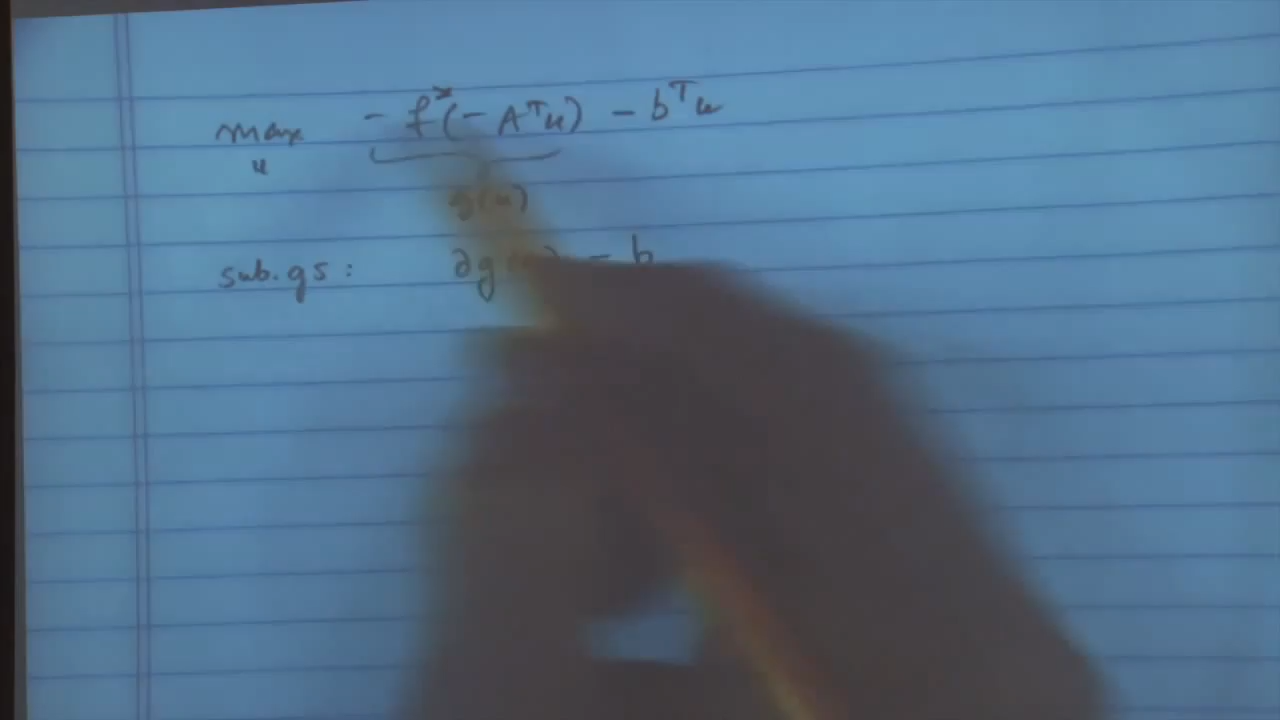 max - f*(-Aᵀu) - bᵀu
u
g(u)
sub.gs: ∂g - b